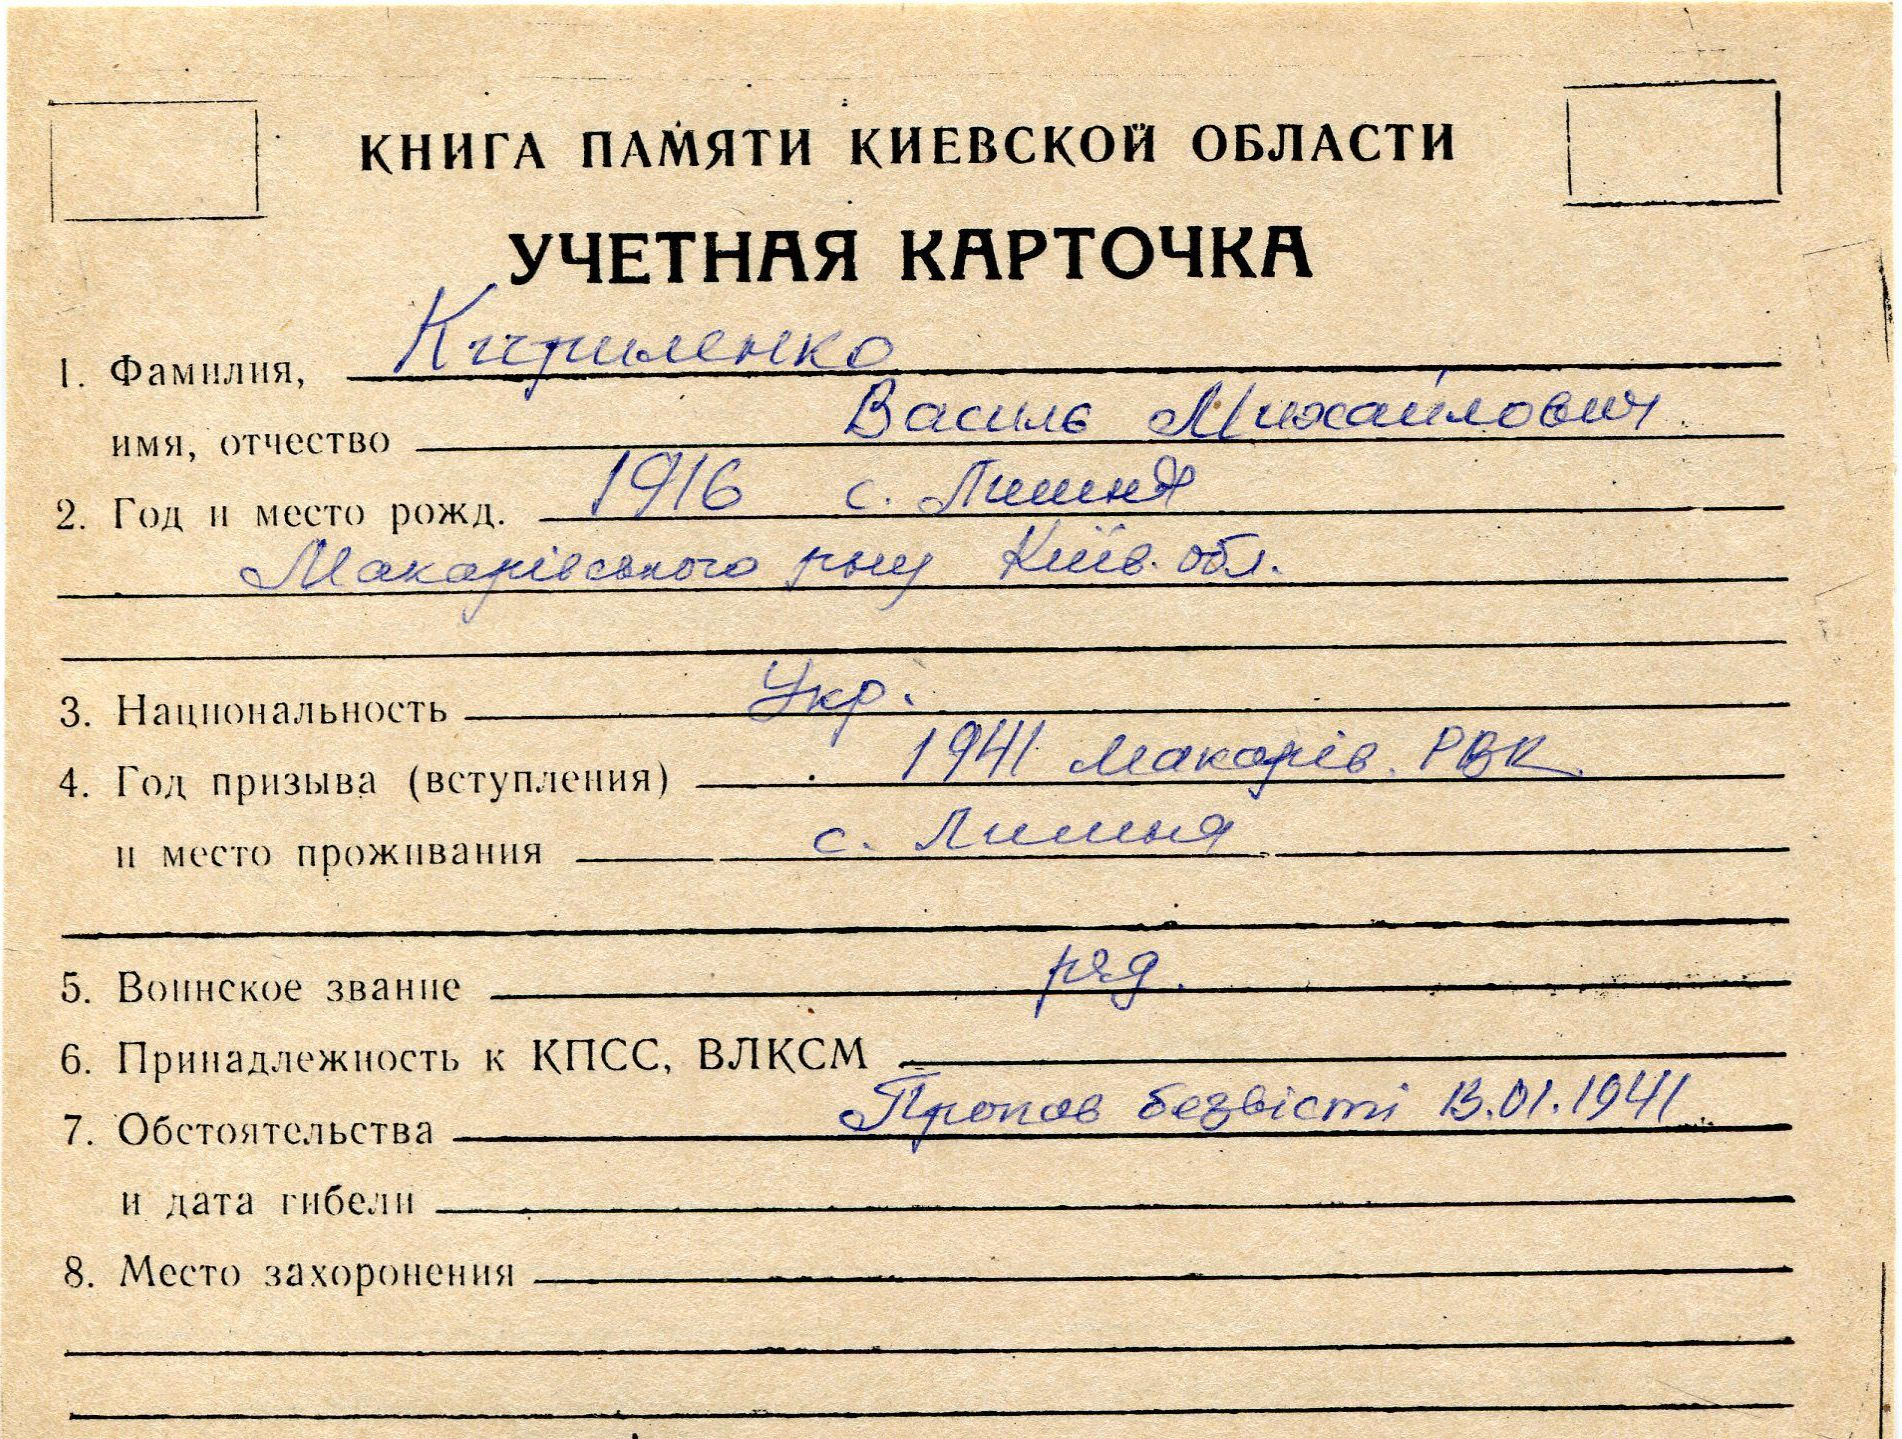 КНИГА ПАМЯТИ КИЕВСКОЙ ОБЛАСТИ
УЧЕТНАЯ КАРТОЧКА
1. Фамилия, Кириленко
имя, отчество Василь Михайлович
2. Год и место рожд. 1916 с. Лишня
Макарівського р-ну Київ. обл.
3. Национальность Укр.
4. Год призыва (вступления) 1941 Макарів. РВК
и место проживания с. Лишня
5. Воинское звание ряд.
6. Принадлежность к КПСС, ВЛКСМ
7. Обстоятельства Пропав безвісті 13.01.1941
и дата гибели
8. Место захоронения